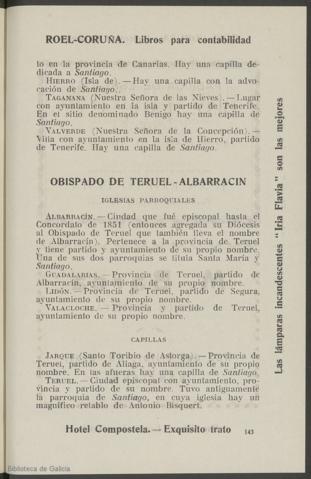 ROEL-CORUÑA. Libros para contabilidad
to en la provincia de Canarias. Hay una capilla de-
dicada a Santiago.
HIERRO (Isla de).—Hay una capilla con la advo-
cación de Santiago.
TAGANANA (Nuestra Señora de las Nieves).—Lugar
con ayuntamiento en la isla y partido de Tenerife.
En el sitio denominado Benigo hay una capilla de
Santiago.
VALVERDE (Nuestra Señora de la Concepción).—
Villa con ayuntamiento en la isla de Hierro, partido
de Tenerife. Hay una capilla de Santiago.
OBISPADO DE TERUEL-ALBARRACIN
IGLESIAS PARROQUIALES
ALBARRACÍN.—Ciudad que fué episcopal hasta el
Concordato de 1851 (entonces agregada su Diócesis
al Obispado de Teruel que también lleva el nombre
de Albarracín). Pertenece a la provincia de Teruel
y tiene partido y ayuntamiento de su propio nombre.
Una de sus dos parroquias se titula Santa María y
Santiago.
GUADALARIAS.—Provincia de Teruel, partido de
Albarracín, ayuntamiento de su propio nombre.
LIDÓN.—Provincia de Teruel, partido de Segura,
ayuntamiento de su propio nombre.
VALACLOCHE.—Provincia y partido de Teruel,
ayuntamiento de su propio nombre.
CAPILLAS
JARQUE (Santo Toribio de Astorga).—Provincia de
Teruel, partido de Aliaga, ayuntamiento de su propio
nombre. En las afueras hay una capilla de Santiago.
TERUEL.—Ciudad episcopal con ayuntamiento, pro-
vincia y partido de su nombre. Tuvo antiguamente
la parroquia de Santiago, en cuya iglesia hay un
magnífico retablo de Antonio Bisquert.
Hotel Compostela.—Exquisito trato 143
Las lámparas incandescentes "Iria Flavia" son las mejores
Biblioteca de Galicia